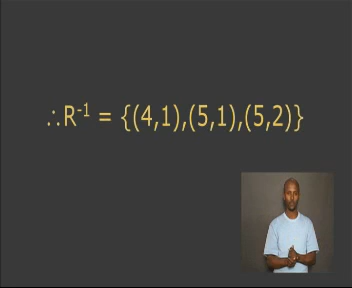 ∴R⁻¹ = {(4,1),(5,1),(5,2)}